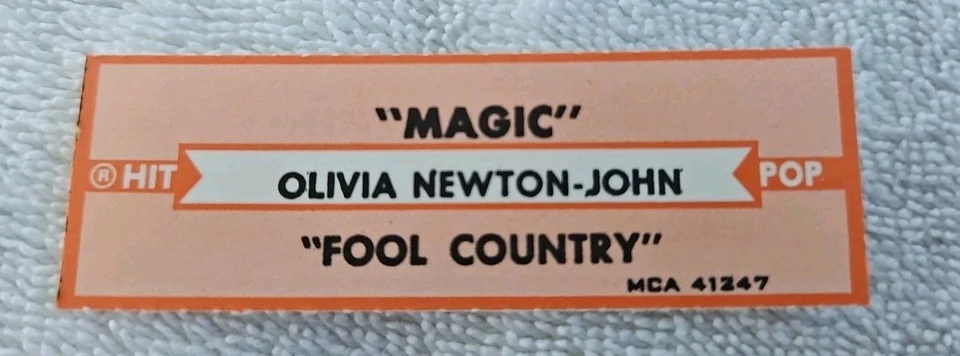 "MAGIC"
® HIT OLIVIA NEWTON-JOHN POP
"FOOL COUNTRY"
MCA 41247